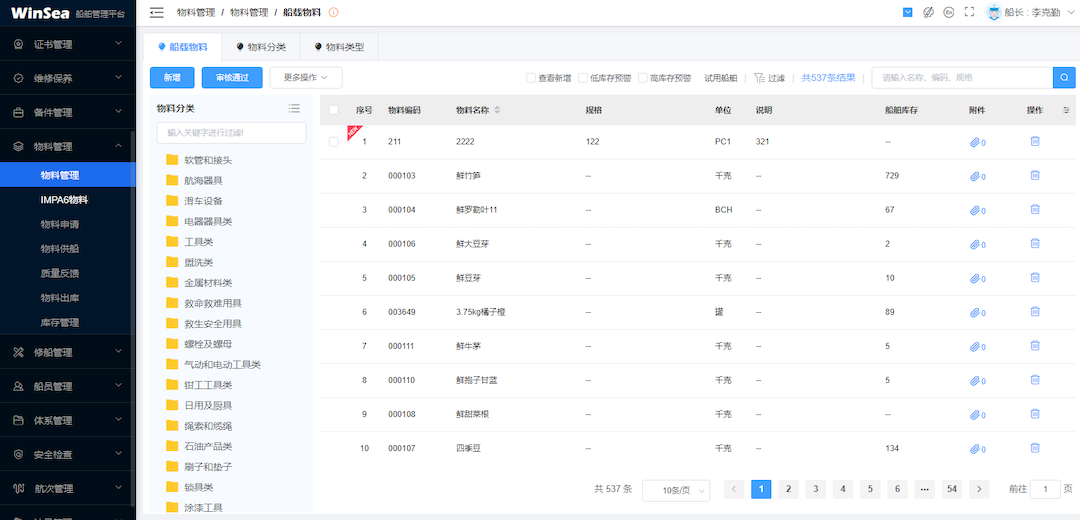 WinSea 船舶管理平台
物料管理 / 物料管理 / 船载物料
En
船长 : 李克勤
证书管理
维修保养
备件管理
物料管理
物料管理
IMPA6物料
物料申请
物料供船
质量反馈
物料出库
库存管理
修船管理
船员管理
体系管理
安全检查
航次管理
船载物料 物料分类 物料类型
新增 审核通过 更多操作
查看新增 低库存预警 高库存预警 试用船舶 过滤 共537条结果 请输入名称、编码、规格
物料分类
输入关键字进行过滤!
软管和接头
航海器具
滑车设备
电器器具类
工具类
盥洗类
金属材料类
救命救难用具
救生安全用具
螺栓及螺母
气动和电动工具类
钳工工具类
日用及厨具
绳索和缆绳
石油产品类
刷子和垫子
锁具类
涂漆工具
序号 物料编码 物料名称 规格 单位 说明 船舶库存 附件 操作
1 211 2222 122 PC1 321 -- 0
2 000103 鲜竹笋 -- 千克 -- 729 0
3 000104 鲜罗勒叶11 -- BCH -- 67 0
4 000106 鲜大豆芽 -- 千克 -- 2 0
5 000105 鲜豆芽 -- 千克 -- 10 0
6 003649 3.75kg橘子橙 -- 罐 -- 89 0
7 000111 鲜牛茅 -- 千克 -- 5 0
8 000110 鲜抱子甘蓝 -- 千克 -- 5 0
9 000108 鲜甜菜根 -- 千克 -- -- 0
10 000107 四季豆 -- 千克 -- 134 0
共 537 条 10条/页 1 2 3 4 5 6 ··· 54 前往 1 页